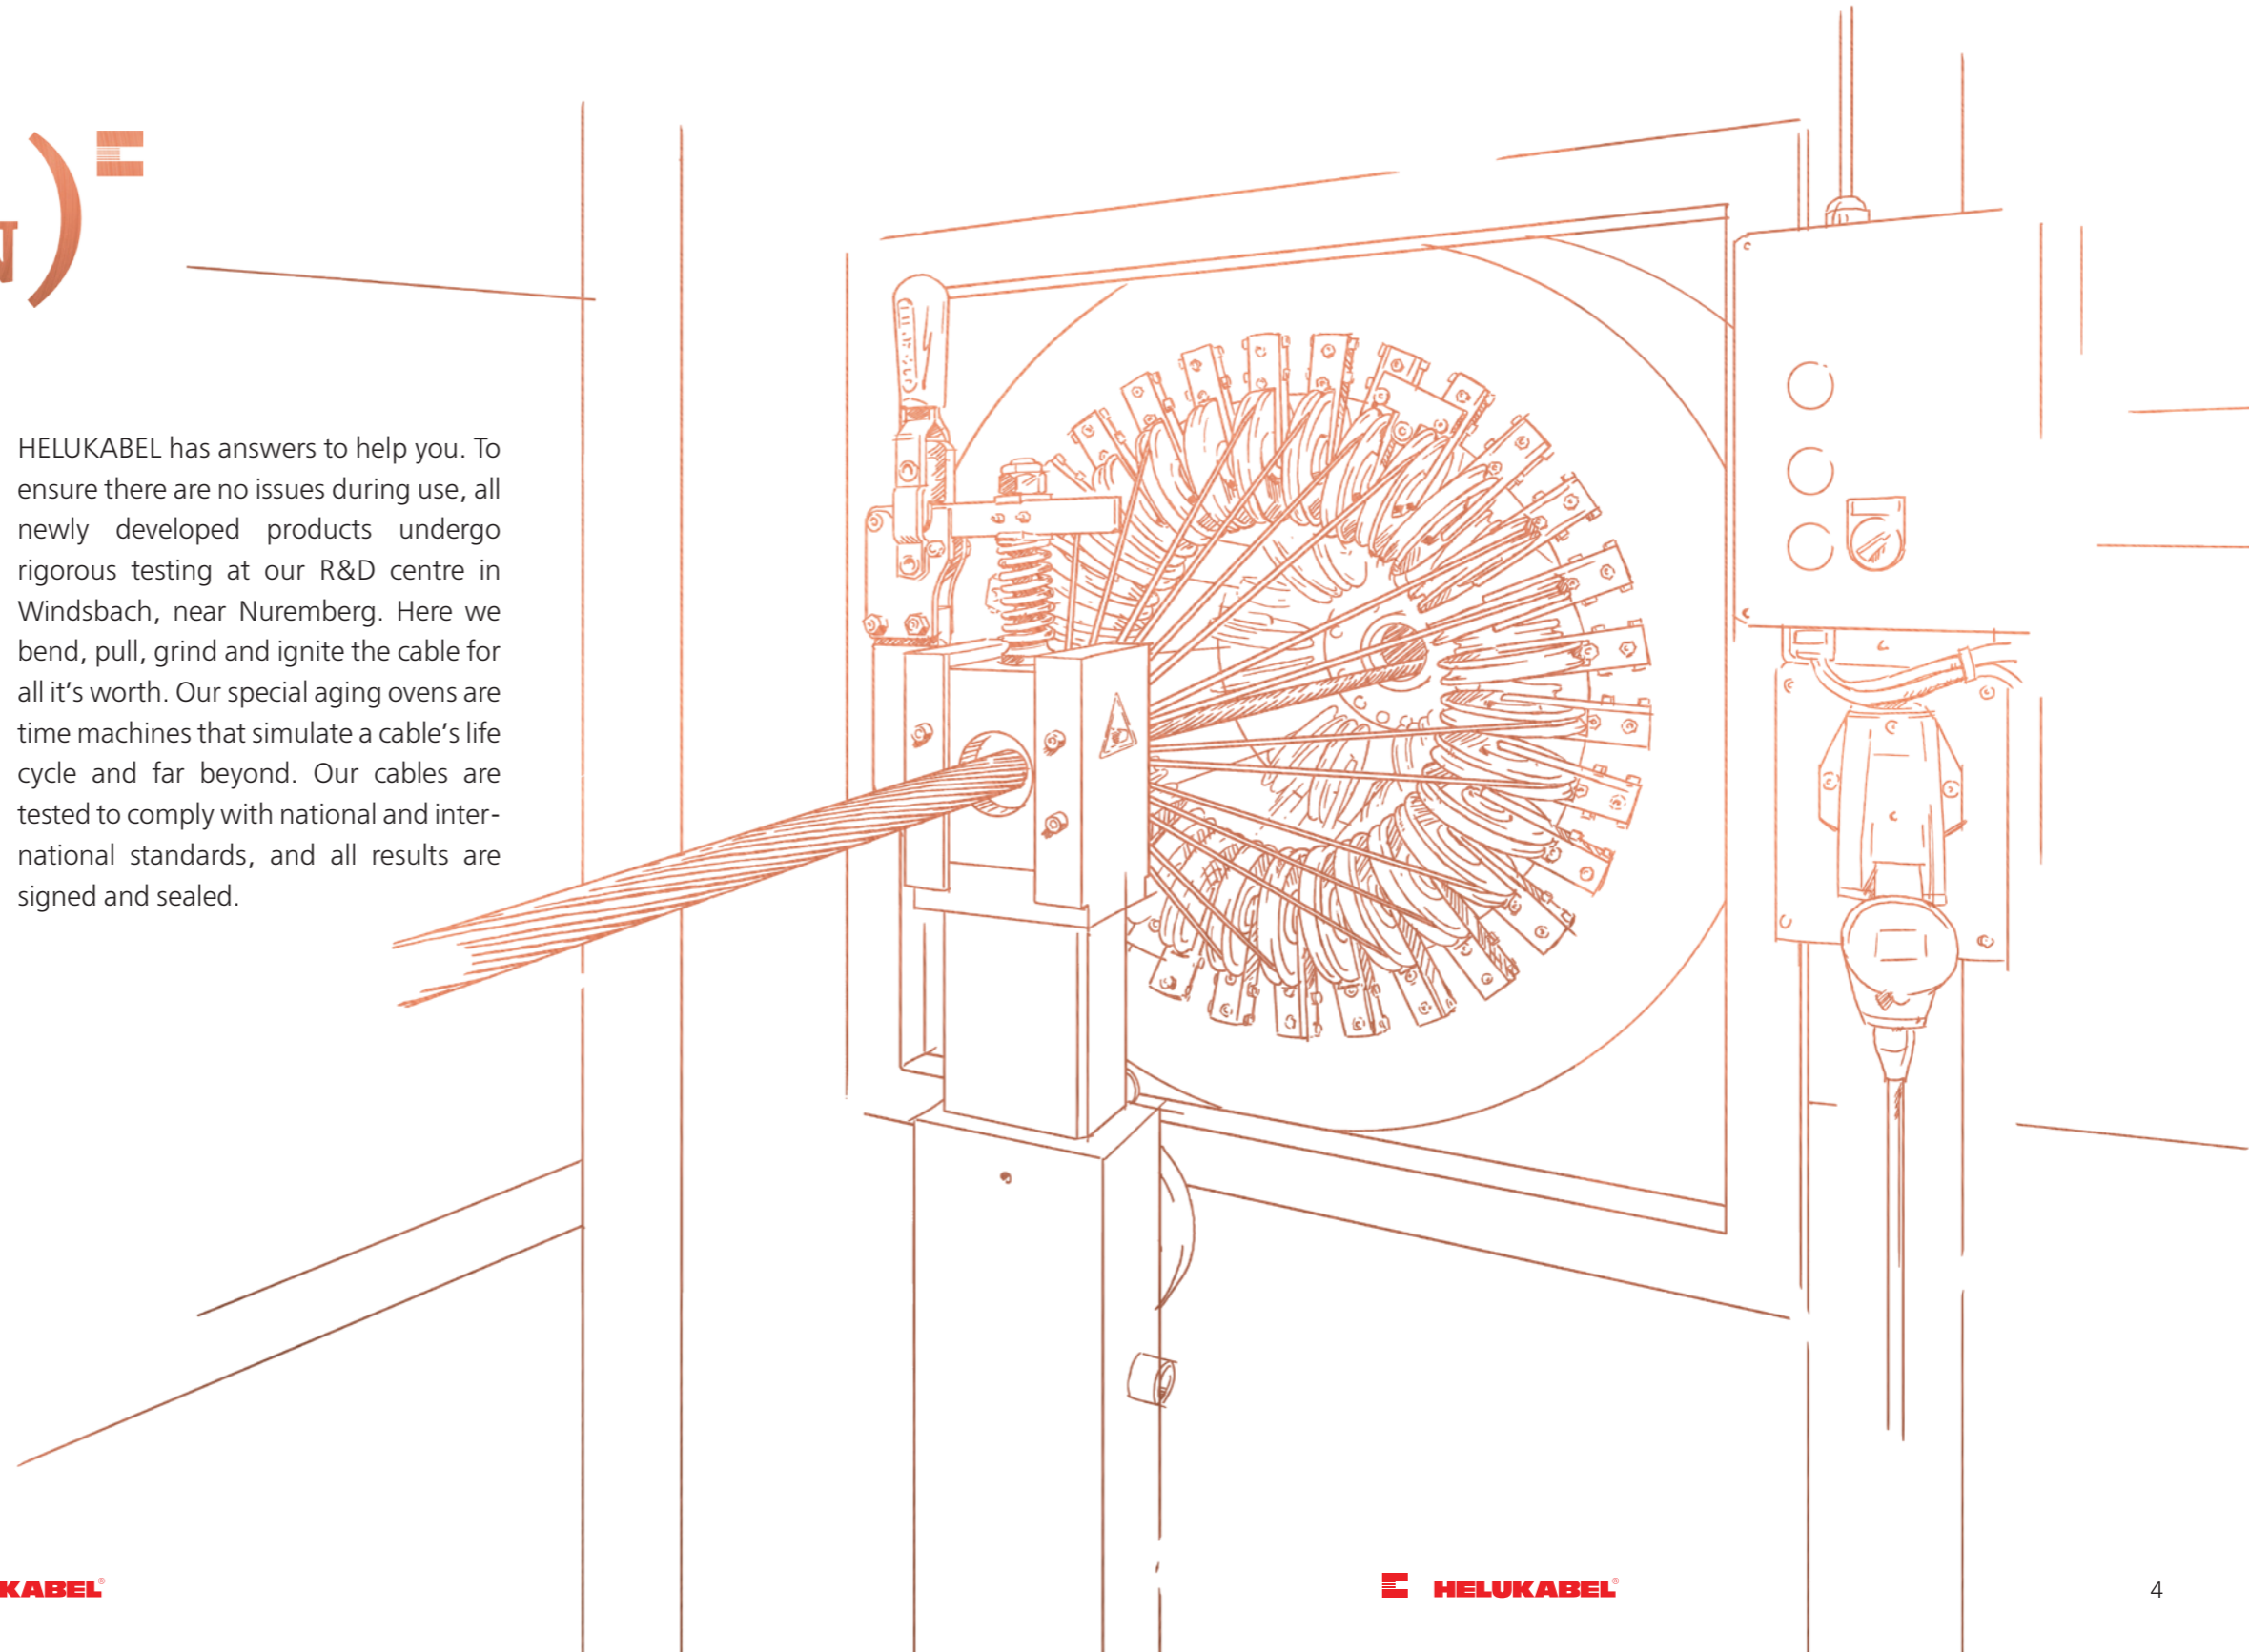 HELUKABEL has answers to help you. To
ensure there are no issues during use, all
newly developed products undergo
rigorous testing at our R&D centre in
Windsbach, near Nuremberg. Here we
bend, pull, grind and ignite the cable for
all it’s worth. Our special aging ovens are
time machines that simulate a cable’s life
cycle and far beyond. Our cables are
tested to comply with national and inter-
national standards, and all results are
signed and sealed.
KABEL®
HELUKABEL®
4